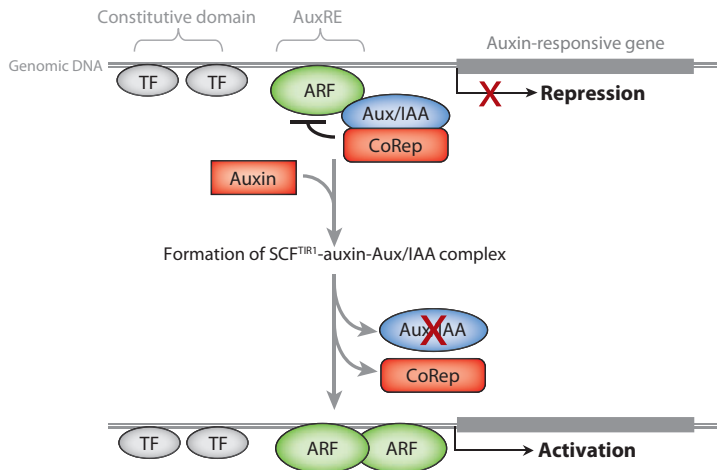 Constitutive domain
AuxRE
Auxin-responsive gene
Genomic DNA
TF
TF
ARF
Aux/IAA
CoRep
X
Repression
Auxin
Formation of SCFTIR1-auxin-Aux/IAA complex
Aux/IAA
X
CoRep
TF
TF
ARF
ARF
Activation